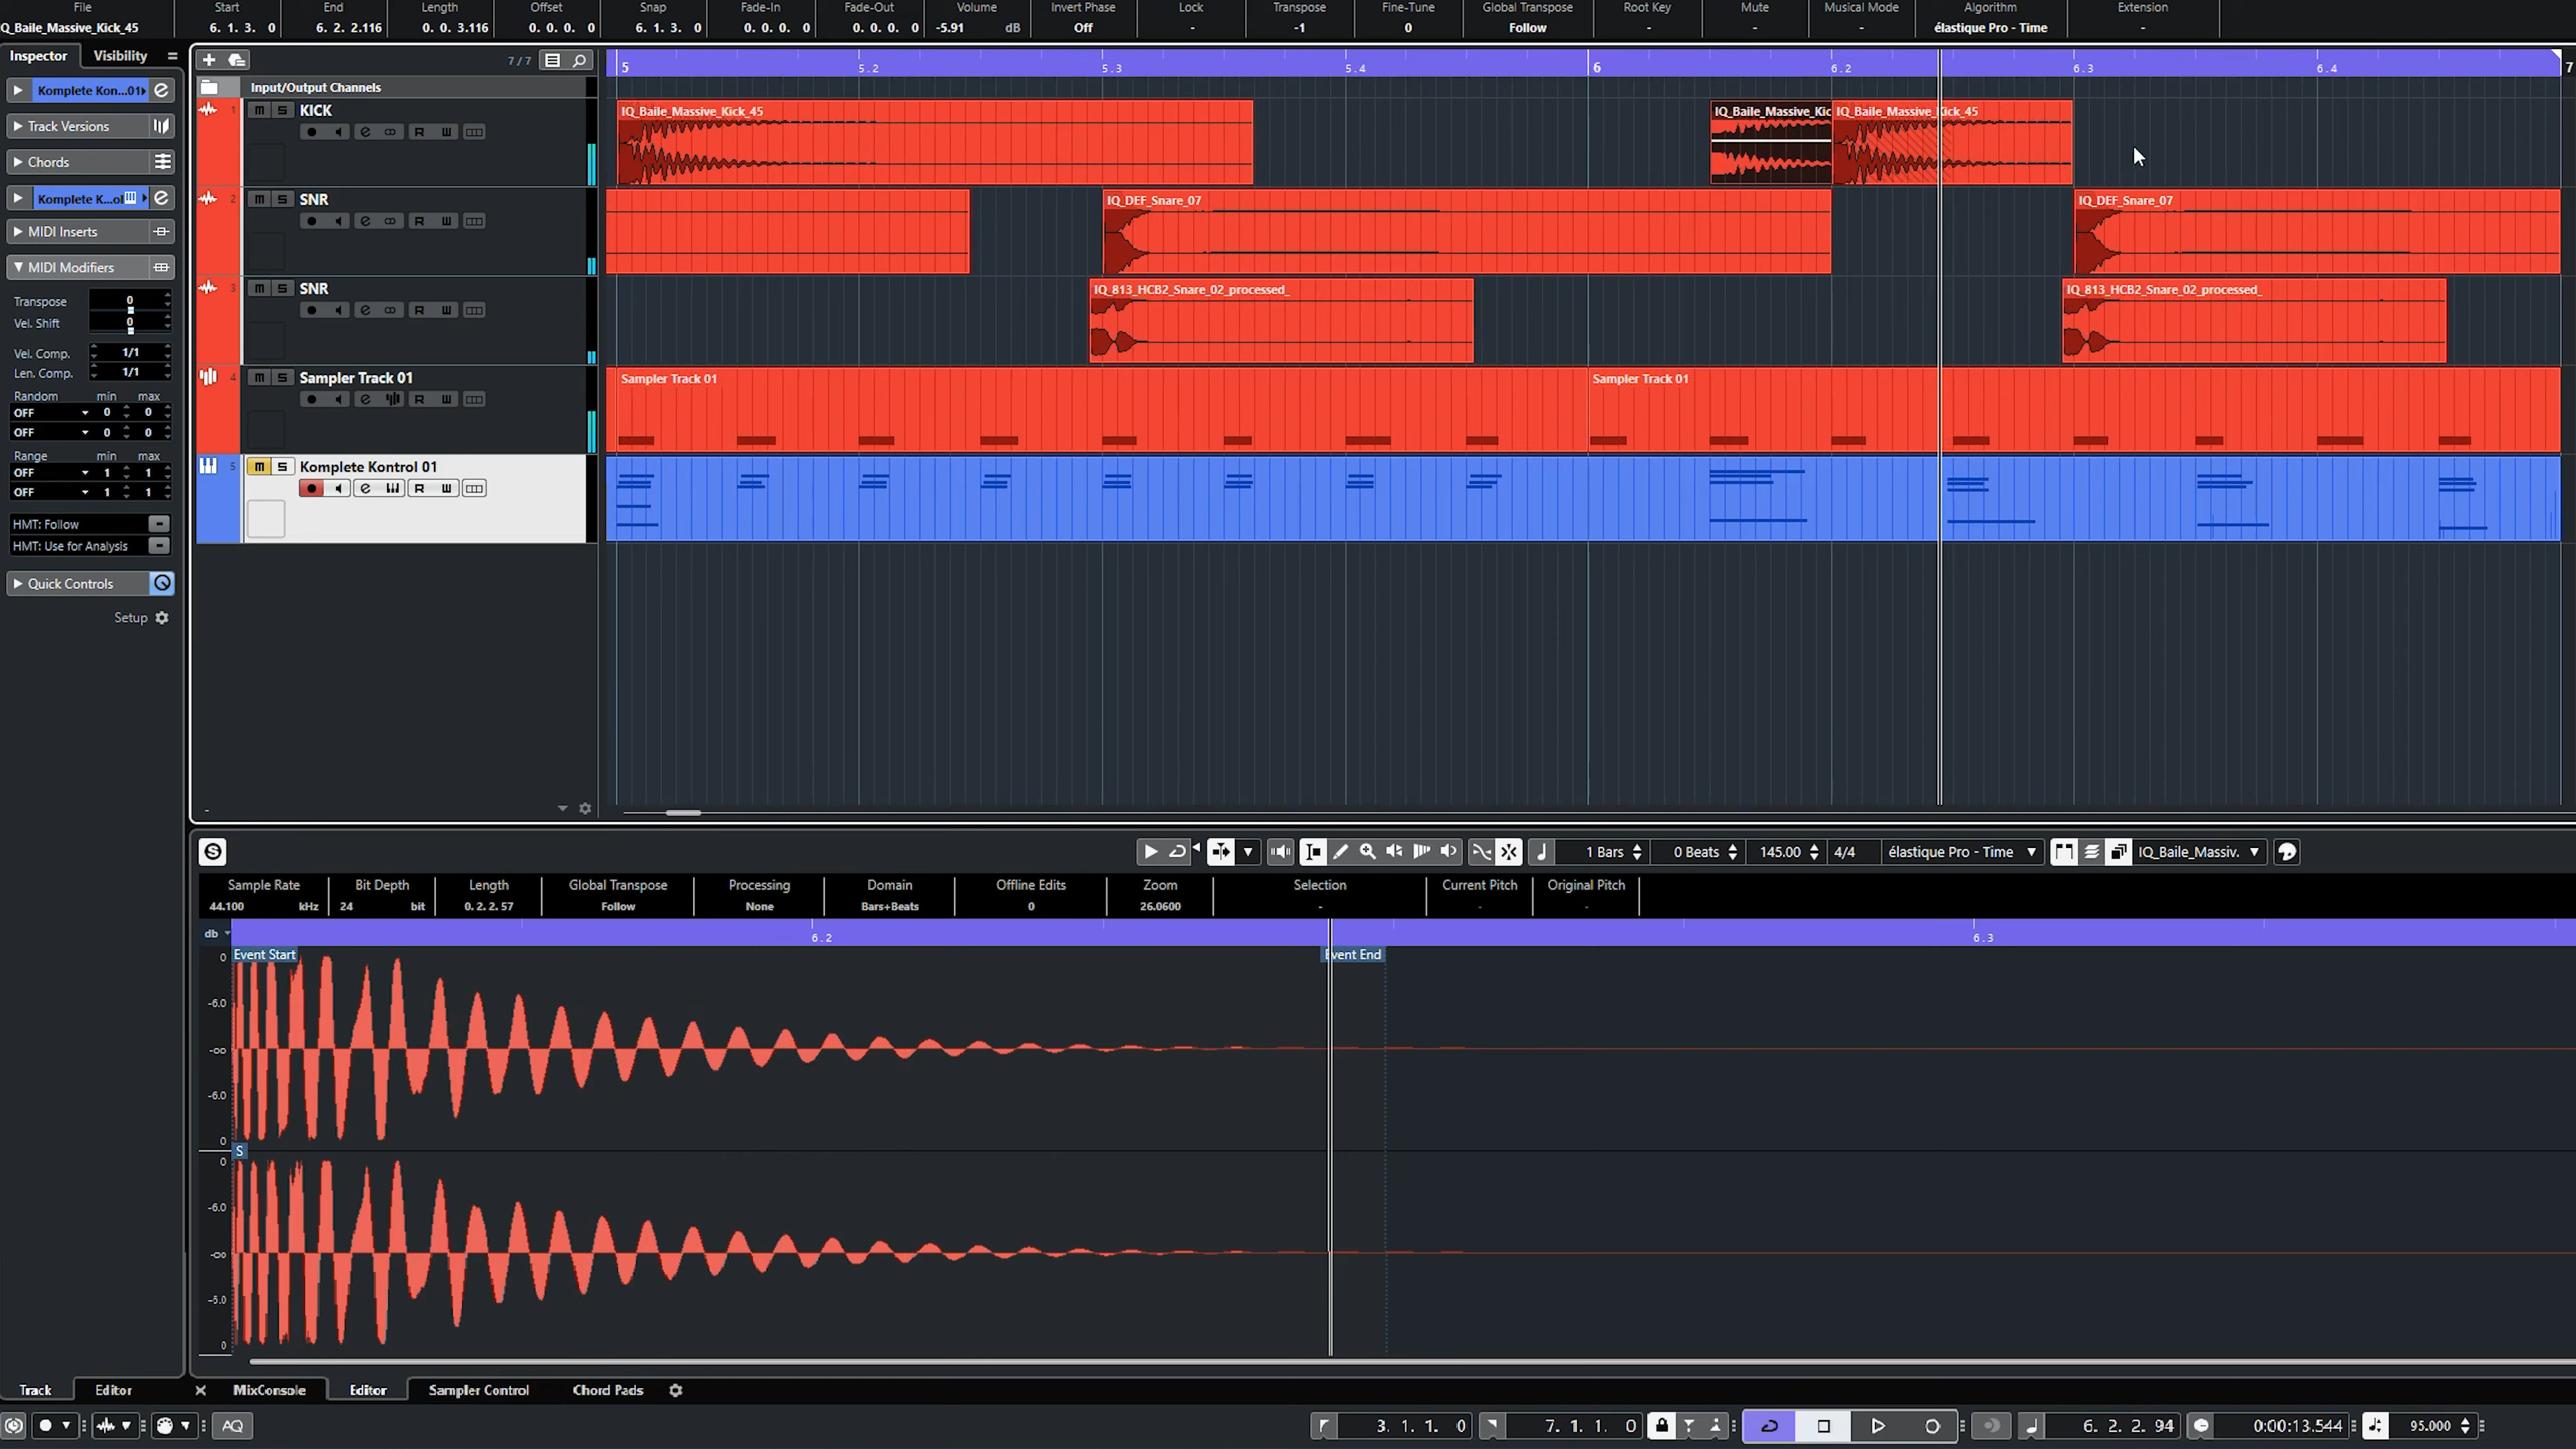 File Start End Length Offset Snap Fade-In Fade-Out Volume Invert Phase Lock Transpose Fine-Tune Global Transpose Root Key Mute Musical Mode Algorithm Extension
Q_Baile_Massive_Kick_45 6. 1. 3. 0 6. 2. 2.116 0. 0. 3.116 0. 0. 0. 0 6. 1. 3. 0 0. 0. 0. 0 0. 0. 0. 0 -5.91 dB Off - -1 0 Follow - - - élastique Pro - Time -
Inspector Visibility
7/7
5 5.2 5.3 5.4 6 6.2 6.3 6.4 7
Komplete Kon...01
Input/Output Channels
1 m S KICK
R W
IQ_Baile_Massive_Kick_45 IQ_Baile_Massive_Kic IQ_Baile_Massive_Kick_45
Track Versions
Chords
Komplete K...ol
2 m S SNR
R W
IQ_DEF_Snare_07 IQ_DEF_Snare_07
MIDI Inserts
MIDI Modifiers
3 m S SNR
R W
IQ_813_HCB2_Snare_02_processed_ IQ_813_HCB2_Snare_02_processed_
Transpose 0
Vel. Shift 0
Vel. Comp. 1/1
Len. Comp. 1/1
4 m S Sampler Track 01
R W
Sampler Track 01 Sampler Track 01
Random min max
OFF 0 0
OFF 0 0
Range min max
OFF 1 1
OFF 1 1
5 m S Komplete Kontrol 01
R W
HMT: Follow
HMT: Use for Analysis
Quick Controls
Setup
1 Bars 0 Beats 145.00 4/4 élastique Pro - Time IQ_Baile_Massiv.
Sample Rate Bit Depth Length Global Transpose Processing Domain Offline Edits Zoom Selection Current Pitch Original Pitch
44.100 kHz 24 bit 0. 2. 2. 57 Follow None Bars+Beats 0 26.0600 - - -
db 6.2 6.3
Event Start Event End
0
-6.0
-∞
-6.0
0
S
0
-6.0
-∞
-6.0
0
Track Editor MixConsole Editor Sampler Control Chord Pads
AQ 3. 1. 1. 0 7. 1. 1. 0 6. 2. 2. 94 0:00:13.544 95.000